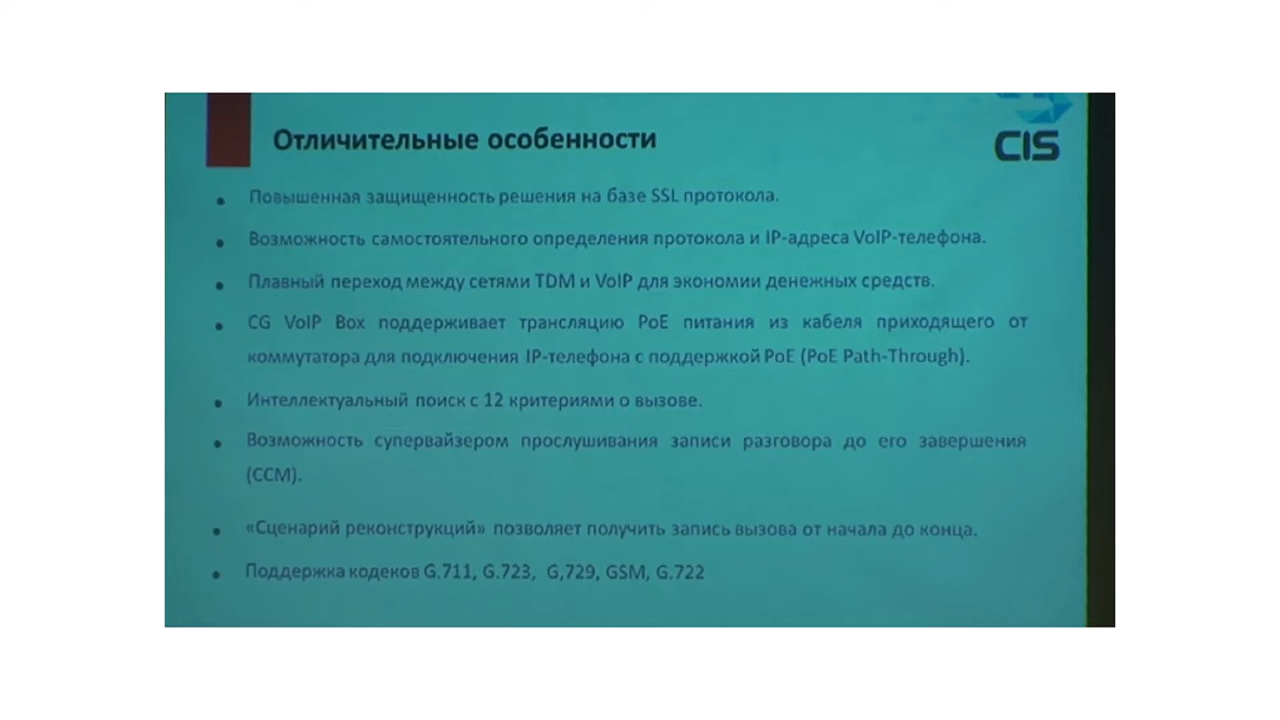 Отличительные особенности
CIS
Повышенная защищенность решения на базе SSL протокола.
Возможность самостоятельного определения протокола и IP-адреса VoIP-телефона.
Плавный переход между сетями TDM и VoIP для экономии денежных средств.
CG VoIP Box поддерживает трансляцию PoE питания из кабеля приходящего от
коммутатора для подключения IP-телефона с поддержкой PoE (PoE Path-Through).
Интеллектуальный поиск с 12 критериями о вызове.
Возможность супервайзером прослушивания записи разговора до его завершения
(CCM).
«Сценарий реконструкций» позволяет получить запись вызова от начала до конца.
Поддержка кодеков G.711, G.723, G,729, GSM, G.722